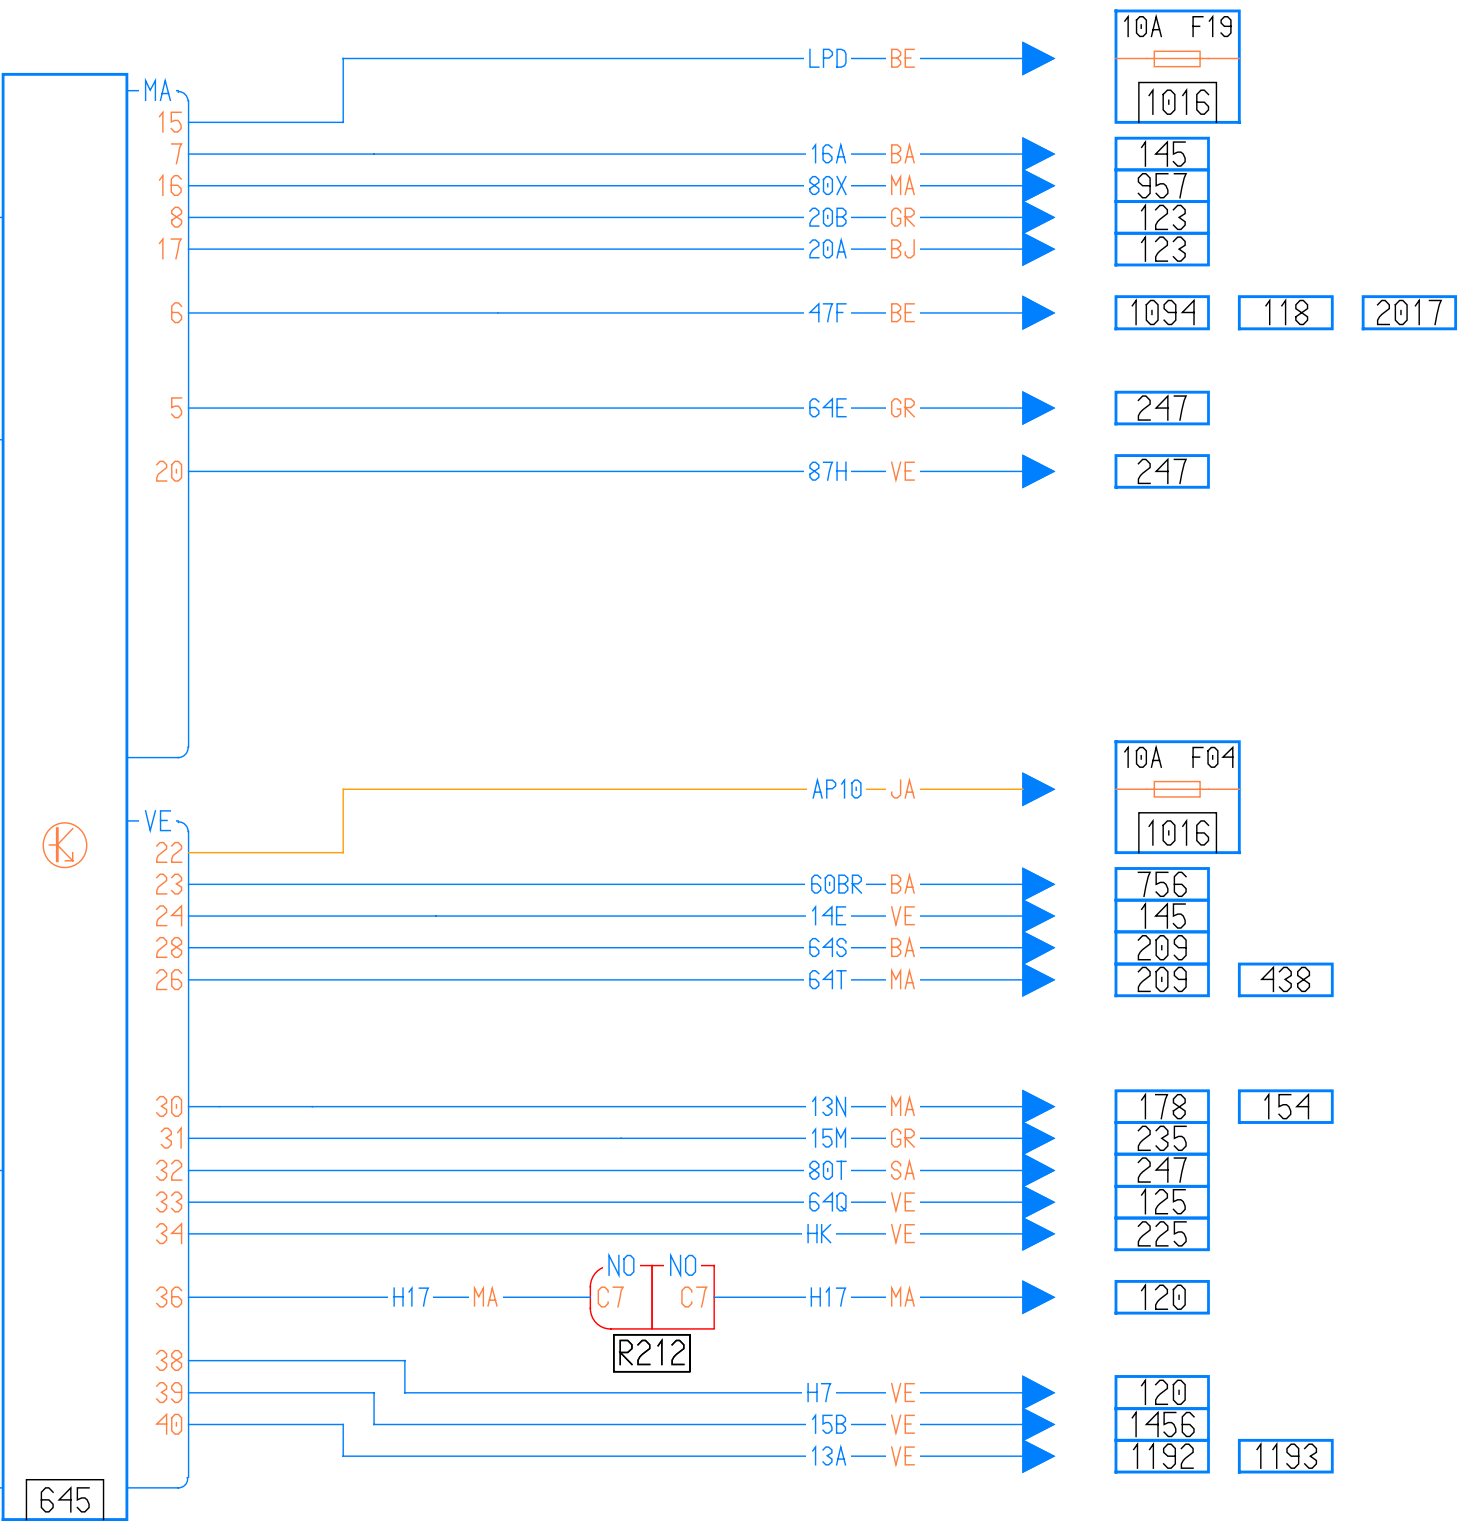 10A F19
LPD BE
1016
MA
15
7 16A BA 145
16 80X MA 957
8 20B GR 123
17 20A BJ 123
6 47F BE 1094 118 2017
5 64E GR 247
20 87H VE 247
10A F04
AP10 JA
1016
VE
22
23 60BR BA 756
24 14E VE 145
28 64S BA 209
26 64T MA 209 438
30 13N MA 178 154
31 15M GR 235
32 80T SA 247
33 64Q VE 125
34 HK VE 225
NO NO
36 H17 MA C7 C7 H17 MA 120
R212
38
39 H7 VE 120
40 15B VE 1456
13A VE 1192 1193
645